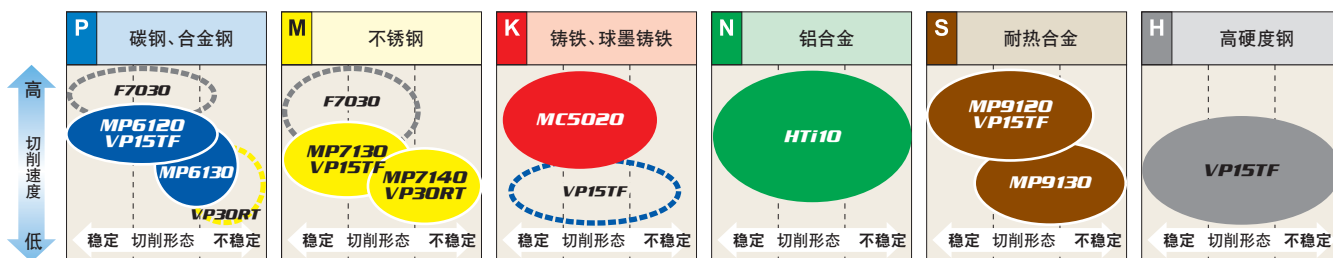 P 碳钢、合金钢
M 不锈钢
K 铸铁、球墨铸铁
N 铝合金
S 耐热合金
H 高硬度钢
高
切削速度
低
F7030
MP6120
VP15TF
MP6130
VP30RT
稳定 切削形态 不稳定
F7030
MP7130
VP15TF
MP7140
VP30RT
稳定 切削形态 不稳定
MC5020
VP15TF
稳定 切削形态 不稳定
HTi10
稳定 切削形态 不稳定
MP9120
VP15TF
MP9130
稳定 切削形态 不稳定
VP15TF
稳定 切削形态 不稳定